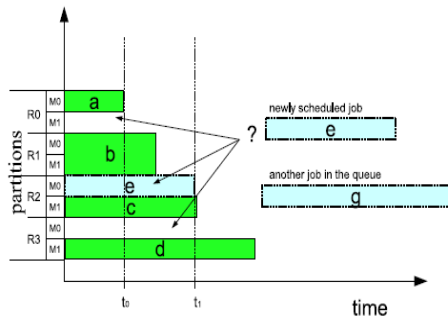 partitions
R0
M0
M1
a
R1
M0
M1
b
R2
M0
M1
e
c
R3
M0
M1
d
?
newly scheduled job
e
another job in the queue
g
t₀
t₁
time